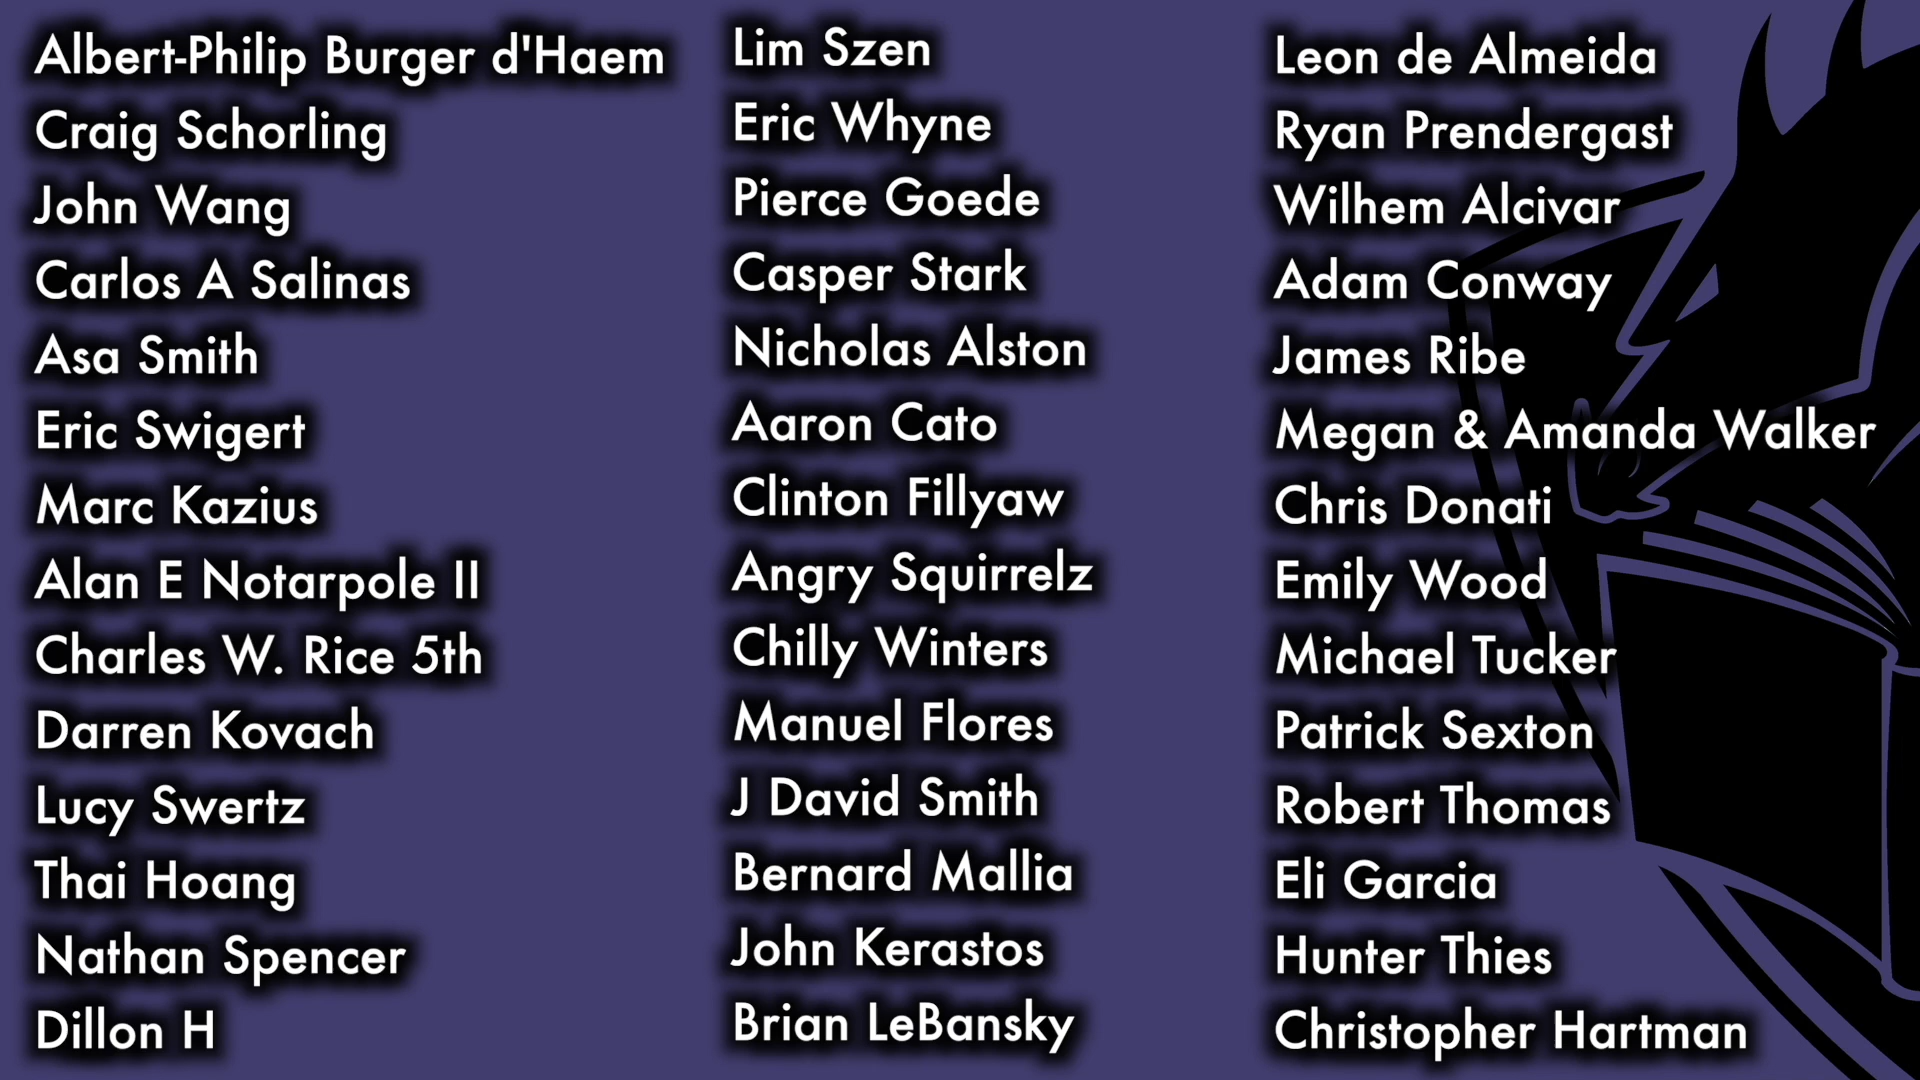 Albert-Philip Burger d'Haem
Craig Schorling
John Wang
Carlos A Salinas
Asa Smith
Eric Swigert
Marc Kazius
Alan E Notarpole II
Charles W. Rice 5th
Darren Kovach
Lucy Swertz
Thai Hoang
Nathan Spencer
Dillon H
Lim Szen
Eric Whyne
Pierce Goede
Casper Stark
Nicholas Alston
Aaron Cato
Clinton Fillyaw
Angry Squirrelz
Chilly Winters
Manuel Flores
J David Smith
Bernard Mallia
John Kerastos
Brian LeBansky
Leon de Almeida
Ryan Prendergast
Wilhem Alcivar
Adam Conway
James Ribe
Megan & Amanda Walker
Chris Donati
Emily Wood
Michael Tucker
Patrick Sexton
Robert Thomas
Eli Garcia
Hunter Thies
Christopher Hartman